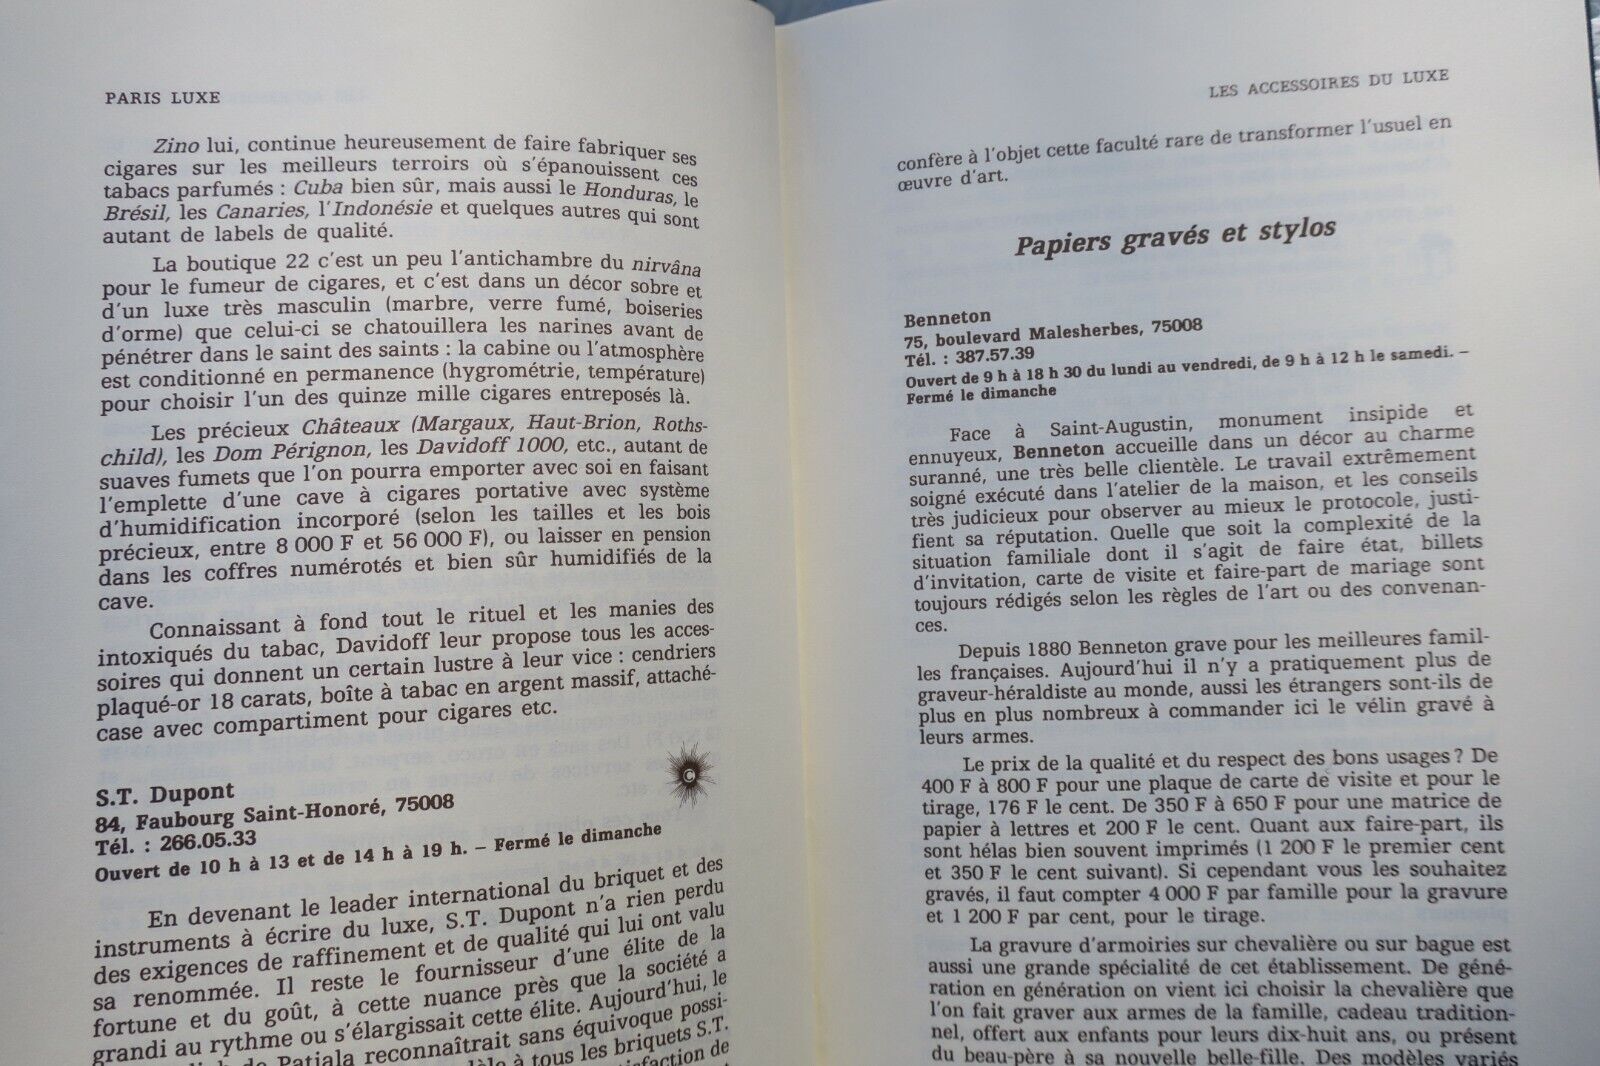 PARIS LUXE
Zino lui, continue heureusement de faire fabriquer ses
cigares sur les meilleurs terroirs où s'épanouissent ces
tabacs parfumés : Cuba bien sûr, mais aussi le Honduras, le
Brésil, les Canaries, l'Indonésie et quelques autres qui sont
autant de labels de qualité.
La boutique 22 c'est un peu l'antichambre du nirvâna
pour le fumeur de cigares, et c'est dans un décor sobre et
d'un luxe très masculin (marbre, verre fumé, boiseries
d'orme) que celui-ci se chatouillera les narines avant de
pénétrer dans le saint des saints : la cabine ou l'atmosphère
est conditionné en permanence (hygrométrie, température)
pour choisir l'un des quinze mille cigares entreposés là.
Les précieux Châteaux (Margaux, Haut-Brion, Roths-
child), les Dom Pérignon, les Davidoff 1000, etc., autant de
suaves fumets que l'on pourra emporter avec soi en faisant
l'emplette d'une cave à cigares portative avec système
d'humidification incorporé (selon les tailles et les bois
précieux, entre 8 000 F et 56 000 F), ou laisser en pension
dans les coffres numérotés et bien sûr humidifiés de la
cave.
Connaissant à fond tout le rituel et les manies des
intoxiqués du tabac, Davidoff leur propose tous les acces-
soires qui donnent un certain lustre à leur vice : cendriers
plaqué-or 18 carats, boîte à tabac en argent massif, attaché-
case avec compartiment pour cigares etc.
S.T. Dupont
84, Faubourg Saint-Honoré, 75008
Tél. : 266.05.33
Ouvert de 10 h à 13 et de 14 h à 19 h. – Fermé le dimanche
C
En devenant le leader international du briquet et des
instruments à écrire du luxe, S.T. Dupont n'a rien perdu
des exigences de raffinement et de qualité qui lui ont valu
sa renommée. Il reste le fournisseur d'une élite de la
fortune et du goût, à cette nuance près que la société a
grandi au rythme ou s'élargissait cette élite. Aujourd'hui, le
de Patiala reconnaîtrait sans équivoque possi-
à tous les briquets S.T.
de
LES ACCESSOIRES DU LUXE
confère à l'objet cette faculté rare de transformer l'usuel en
œuvre d'art.
Papiers gravés et stylos
Benneton
75, boulevard Malesherbes, 75008
Tél. : 387.57.39
Ouvert de 9 h à 18 h 30 du lundi au vendredi, de 9 h à 12 h le samedi. –
Fermé le dimanche
Face à Saint-Augustin, monument insipide et
ennuyeux, Benneton accueille dans un décor au charme
suranné, une très belle clientèle. Le travail extrêmement
soigné exécuté dans l'atelier de la maison, et les conseils
très judicieux pour observer au mieux le protocole, justi-
fient sa réputation. Quelle que soit la complexité de la
situation familiale dont il s'agit de faire état, billets
d'invitation, carte de visite et faire-part de mariage sont
toujours rédigés selon les règles de l'art ou des convenan-
ces.
Depuis 1880 Benneton grave pour les meilleures famil-
les françaises. Aujourd'hui il n'y a pratiquement plus de
graveur-héraldiste au monde, aussi les étrangers sont-ils de
plus en plus nombreux à commander ici le vélin gravé à
leurs armes.
Le prix de la qualité et du respect des bons usages ? De
400 F à 800 F pour une plaque de carte de visite et pour le
tirage, 176 F le cent. De 350 F à 650 F pour une matrice de
papier à lettres et 200 F le cent. Quant aux faire-part, ils
sont hélas bien souvent imprimés (1 200 F le premier cent
et 350 F le cent suivant). Si cependant vous les souhaitez
gravés, il faut compter 4 000 F par famille pour la gravure
et 1 200 F par cent, pour le tirage.
La gravure d'armoiries sur chevalière ou sur bague est
aussi une grande spécialité de cet établissement. De géné-
ration en génération on vient ici choisir la chevalière que
l'on fait graver aux armes de la famille, cadeau tradition-
nel, offert aux enfants pour leurs dix-huit ans, ou présent
du beau-père à sa nouvelle belle-fille. Des modèles variés